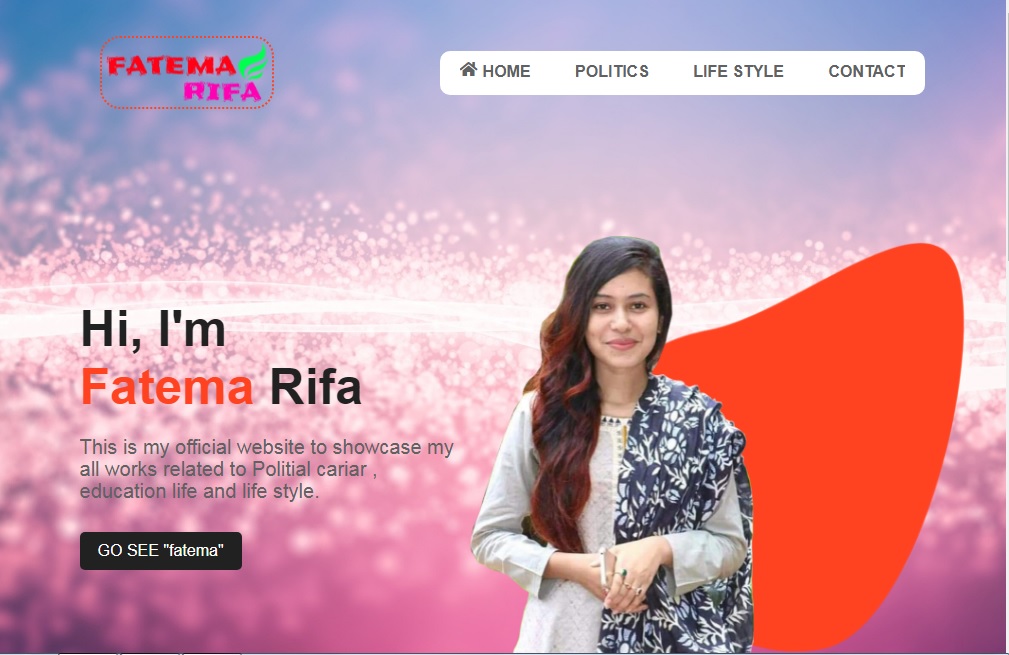 FATEMA
RIFA
HOME POLITICS LIFE STYLE CONTACT
Hi, I'm
Fatema Rifa
This is my official website to showcase my
all works related to Politial cariar ,
education life and life style.
GO SEE "fatema"